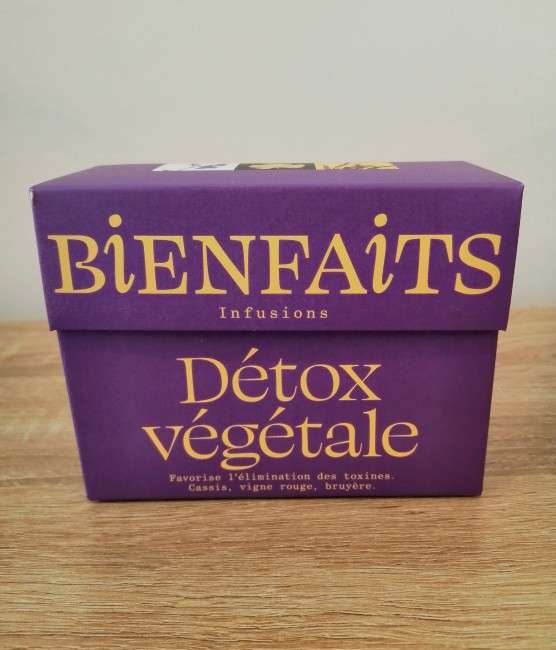 BiENFAiTS
Infusions
Détox
végétale
Favorise l'élimination des toxines.
Cassis, vigne rouge, bruyère.